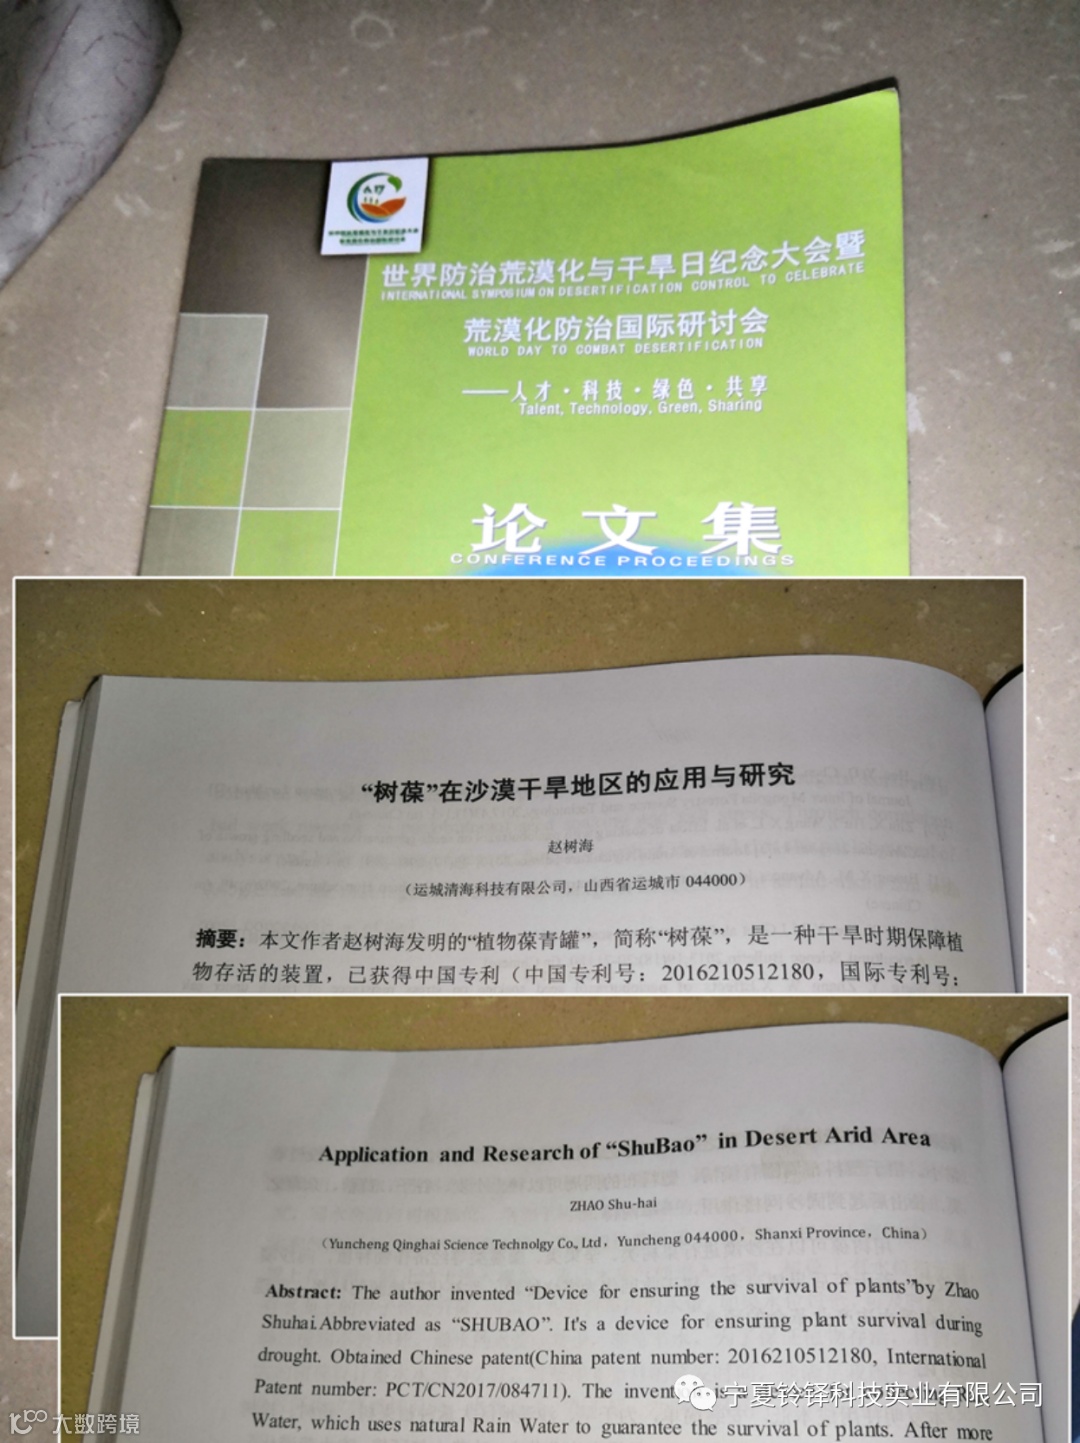 世界防治荒漠化与干旱日纪念大会暨
INTERNATIONAL SYMPOSIUM ON DESERTIFICATION CONTROL TO CELEBRATE
荒漠化防治国际研讨会
WORLD DAY TO COMBAT DESERTIFICATION
——人才·科技·绿色·共享
Talent, Technology, Green, Sharing
论文集
CONFERENCE PROCEEDINGS
“树葆”在沙漠干旱地区的应用与研究
赵树海
（运城清海科技有限公司，山西省运城市 044000）
摘要：本文作者赵树海发明的“植物葆青罐”，简称“树葆”，是一种干旱时期保障植
物存活的装置，已获得中国专利（中国专利号：2016210512180，国际专利号：
Application and Research of “ShuBao” in Desert Arid Area
ZHAO Shu-hai
（Yuncheng Qinghai Science Technolgy Co., Ltd，Yuncheng 044000，Shanxi Province，China）
Abstract: The author invented “Device for ensuring the survival of plants”by Zhao
Shuhai.Abbreviated as “SHUBAO”. It's a device for ensuring plant survival during
drought. Obtained Chinese patent(China patent number: 2016210512180, International
Patent number: PCT/CN2017/084711). The
Water, which uses natural Rain Water to guarantee the survival of plants. After more
宁夏铃铎科技实业有限公司
大数跨境